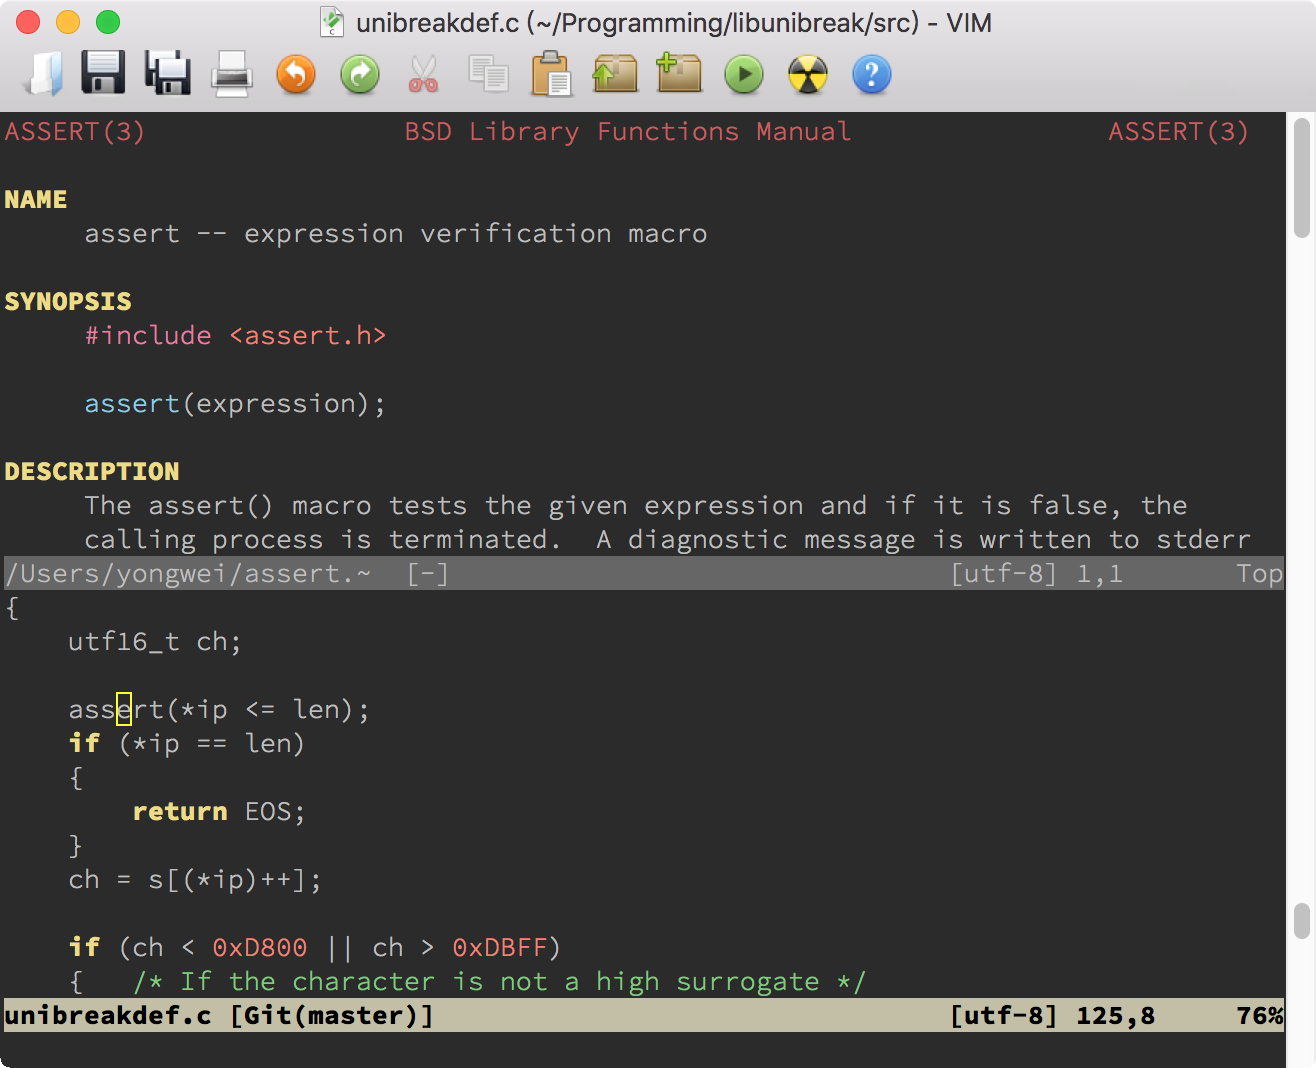 unibreakdef.c (~/Programming/libunibreak/src) - VIM
ASSERT(3) BSD Library Functions Manual ASSERT(3)
NAME
assert -- expression verification macro
SYNOPSIS
#include <assert.h>
assert(expression);
DESCRIPTION
The assert() macro tests the given expression and if it is false, the
calling process is terminated.  A diagnostic message is written to stderr
/Users/yongwei/assert.~ [-] [utf-8] 1,1 Top
{
utf16_t ch;
assert(*ip <= len);
if (*ip == len)
{
return EOS;
}
ch = s[(*ip)++];
if (ch < 0xD800 || ch > 0xDBFF)
{ /* If the character is not a high surrogate */
unibreakdef.c [Git(master)] [utf-8] 125,8 76%